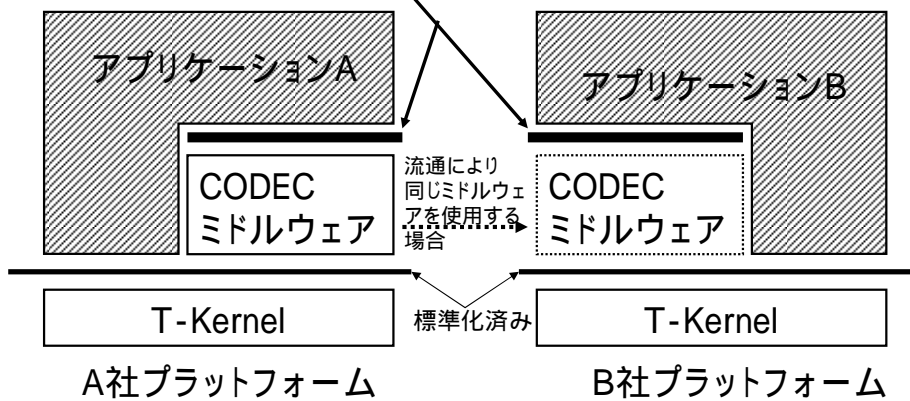 アプリケーションA
アプリケーションB
CODEC
ミドルウェア
流通により
同じミドルウェ
アを使用する
場合
CODEC
ミドルウェア
T-Kernel
標準化済み
T-Kernel
A社プラットフォーム
B社プラットフォーム